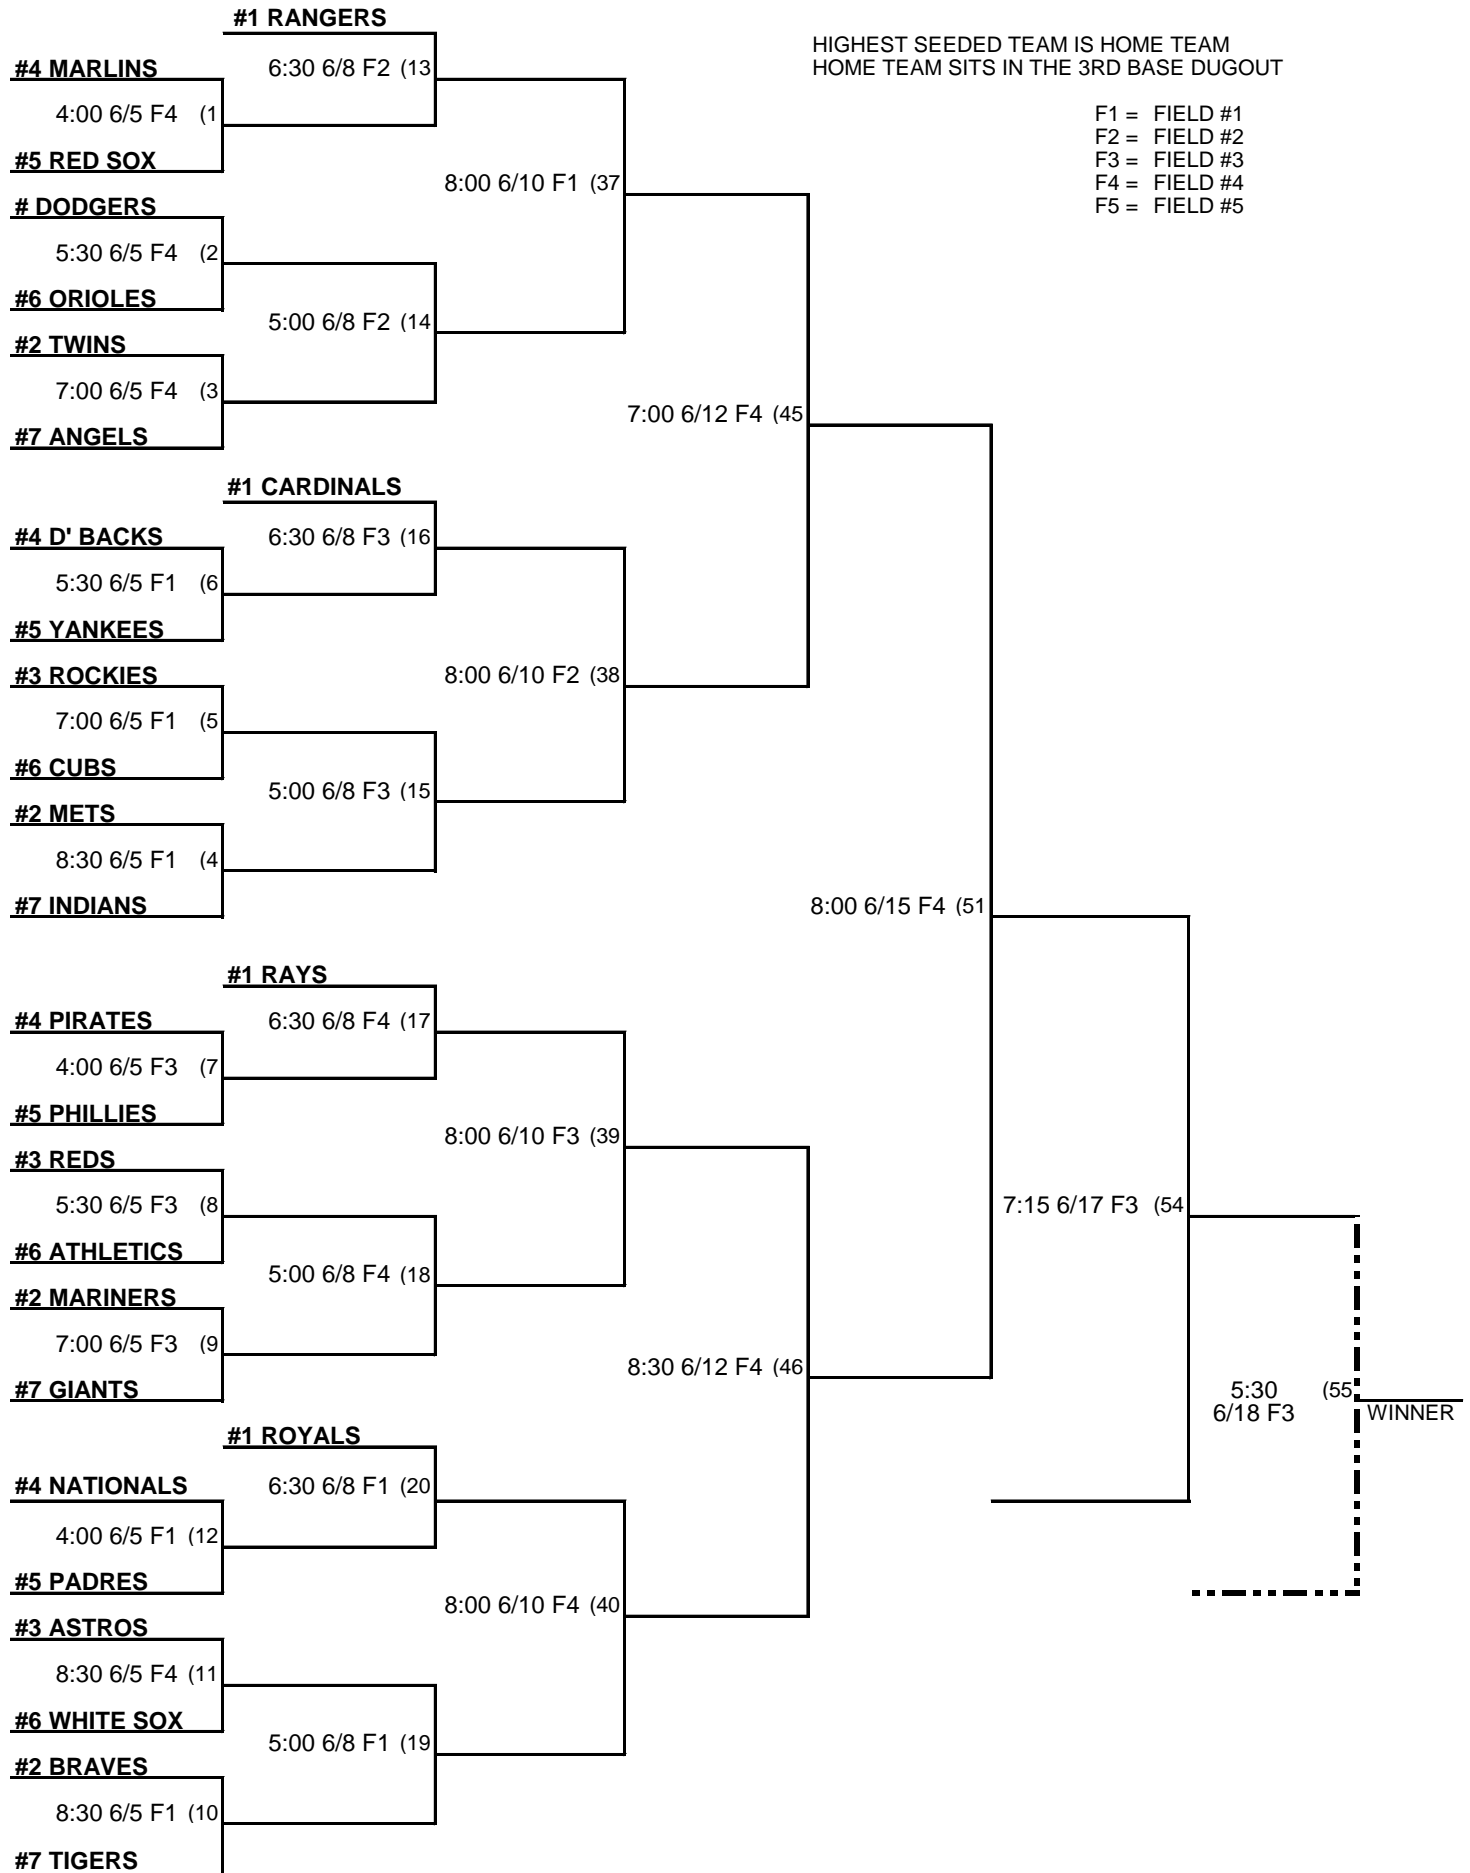 #1 RANGERS
HIGHEST SEEDED TEAM IS HOME TEAM
HOME TEAM SITS IN THE 3RD BASE DUGOUT
#4 MARLINS
6:30 6/8 F2 (13
4:00 6/5 F4 (1
F1 = FIELD #1
F2 = FIELD #2
F3 = FIELD #3
F4 = FIELD #4
F5 = FIELD #5
#5 RED SOX
8:00 6/10 F1 (37
# DODGERS
5:30 6/5 F4 (2
#6 ORIOLES
5:00 6/8 F2 (14
#2 TWINS
7:00 6/5 F4 (3
7:00 6/12 F4 (45
#7 ANGELS
#1 CARDINALS
#4 D' BACKS
6:30 6/8 F3 (16
5:30 6/5 F1 (6
#5 YANKEES
#3 ROCKIES
8:00 6/10 F2 (38
7:00 6/5 F1 (5
#6 CUBS
5:00 6/8 F3 (15
#2 METS
8:30 6/5 F1 (4
#7 INDIANS
8:00 6/15 F4 (51
#1 RAYS
#4 PIRATES
6:30 6/8 F4 (17
4:00 6/5 F3 (7
#5 PHILLIES
8:00 6/10 F3 (39
#3 REDS
5:30 6/5 F3 (8
7:15 6/17 F3 (54
#6 ATHLETICS
5:00 6/8 F4 (18
#2 MARINERS
7:00 6/5 F3 (9
8:30 6/12 F4 (46
#7 GIANTS
5:30 (55
6/18 F3
WINNER
#1 ROYALS
#4 NATIONALS
6:30 6/8 F1 (20
4:00 6/5 F1 (12
#5 PADRES
8:00 6/10 F4 (40
#3 ASTROS
8:30 6/5 F4 (11
#6 WHITE SOX
5:00 6/8 F1 (19
#2 BRAVES
8:30 6/5 F1 (10
#7 TIGERS